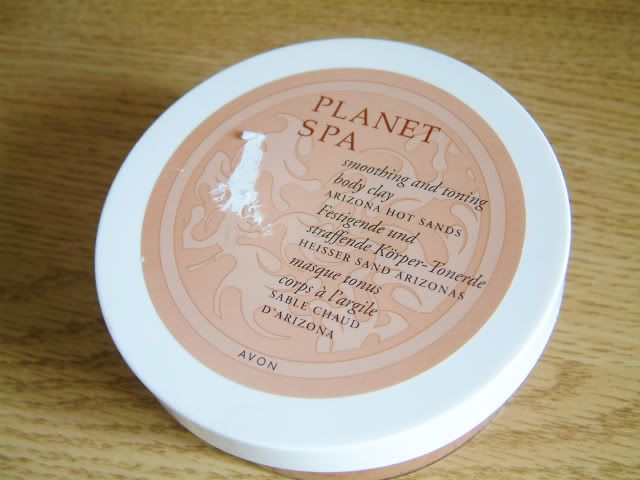 PLANET
SPA
smoothing and toning
body clay
ARIZONA HOT SANDS
Festigende und
straffende Körper-Tonerde
HEISSER SAND ARIZONAS
masque tonus
corps à l'argile
SABLE CHAUD
D'ARIZONA
AVON